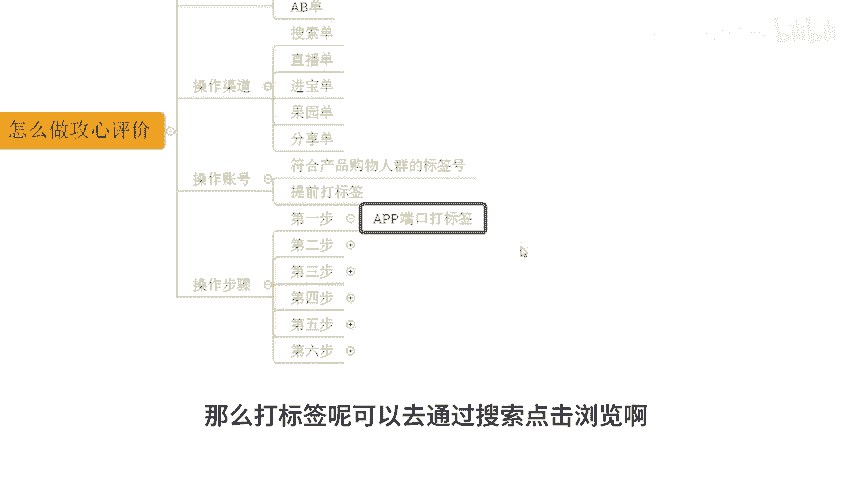 AB单
搜索单
直播单
操作渠道
进宝单
果园单
怎么做攻心评价
分享单
符合产品购物人群的标签号
操作账号
提前打标签
第一步
APP端口打标签
第二步
第三步
操作步骤
第四步
第五步
第六步
那么打标签呢可以去通过搜索点击浏览啊